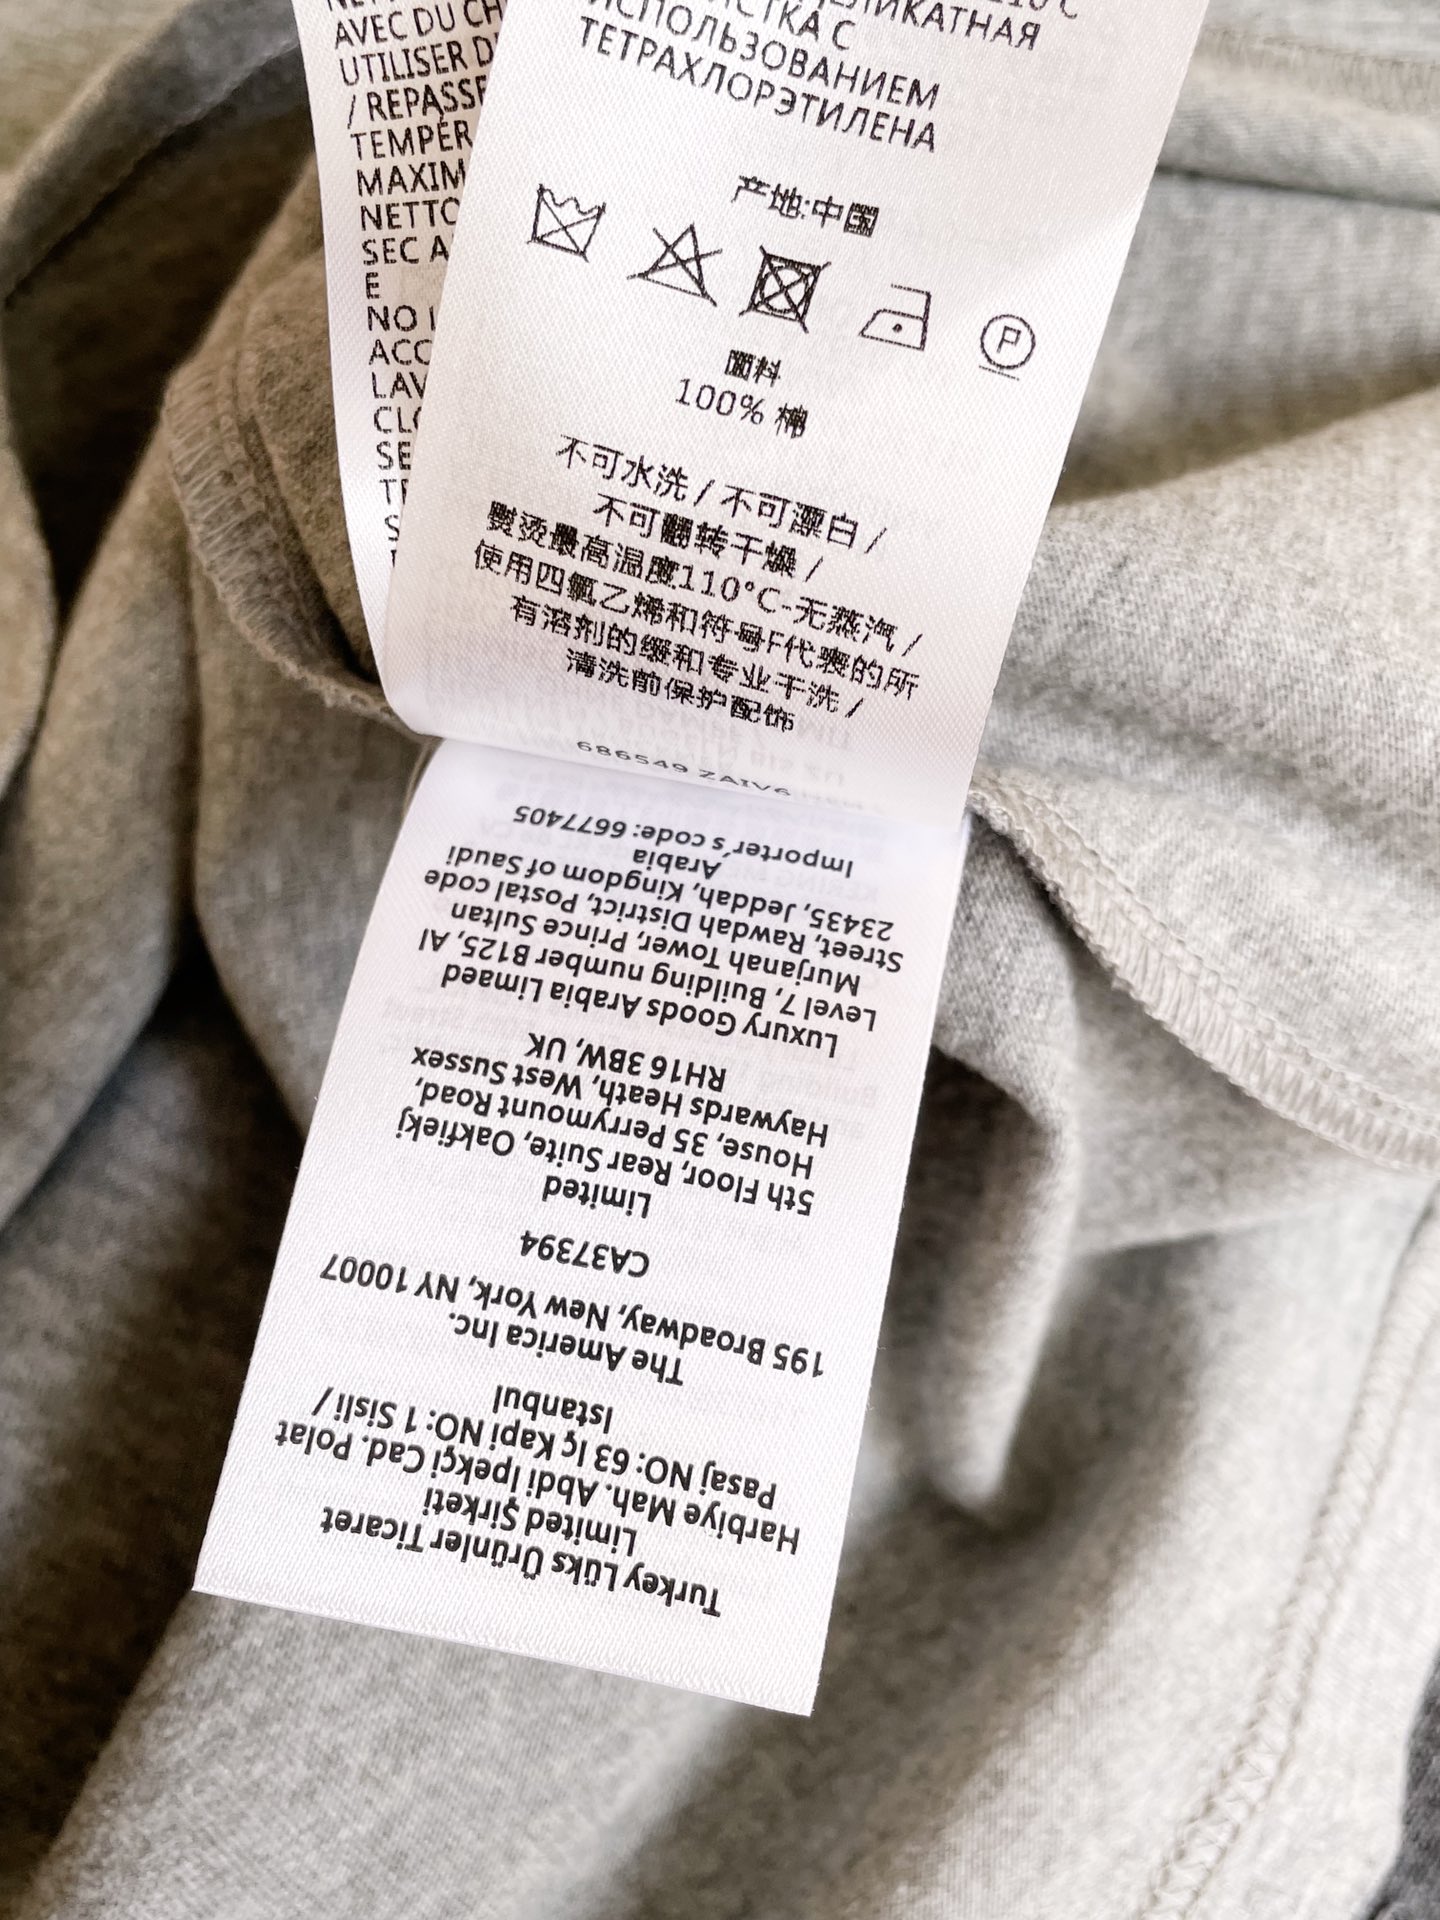 AVEC DU
UTILISER
/ REPASSE
TEMPÉR
MAXIM
NETTO
SEC A
E
NO
ACC
LAV
CLO
SE
ИКАТНАЯ
ИСПОЛЬЗОВАНИЕМ
ТЕТРАХЛОРЭТИЛЕНА
产地:中国
P
面料
100% 棉
不可水洗 / 不可漂白 /
不可翻转干燥 /
熨烫最高温度110°C-无蒸汽 /
使用四氯乙烯和符号F代表的所
有溶剂的缓和专业干洗 /
清洗前保护配饰
686549 ZAIV6
Turkey Lüks Ürünler Ticaret
Limited Şirketi
Harbiye Mah. Abdi Ipekçi Cad. Polat
Pasaj NO: 63 Iç Kapi NO: 1 Sisli /
Istanbul
The America Inc.
195 Broadway, New York, NY 10007
CA37394
Limited
5th Floor, Rear Suite, Oakfieki
House, 35 Perrymount Road,
Haywards Heath, West Sussex
RH16 3BW, UK
Luxury Goods Arabia Limaed
Level 7, Building number B125, Al
Murjanah Tower, Prince Sultan
Street, Rawdah District, Postal code
23435, Jeddah, Kingdom of Saudi
Arabia
Importer´s code: 6677405